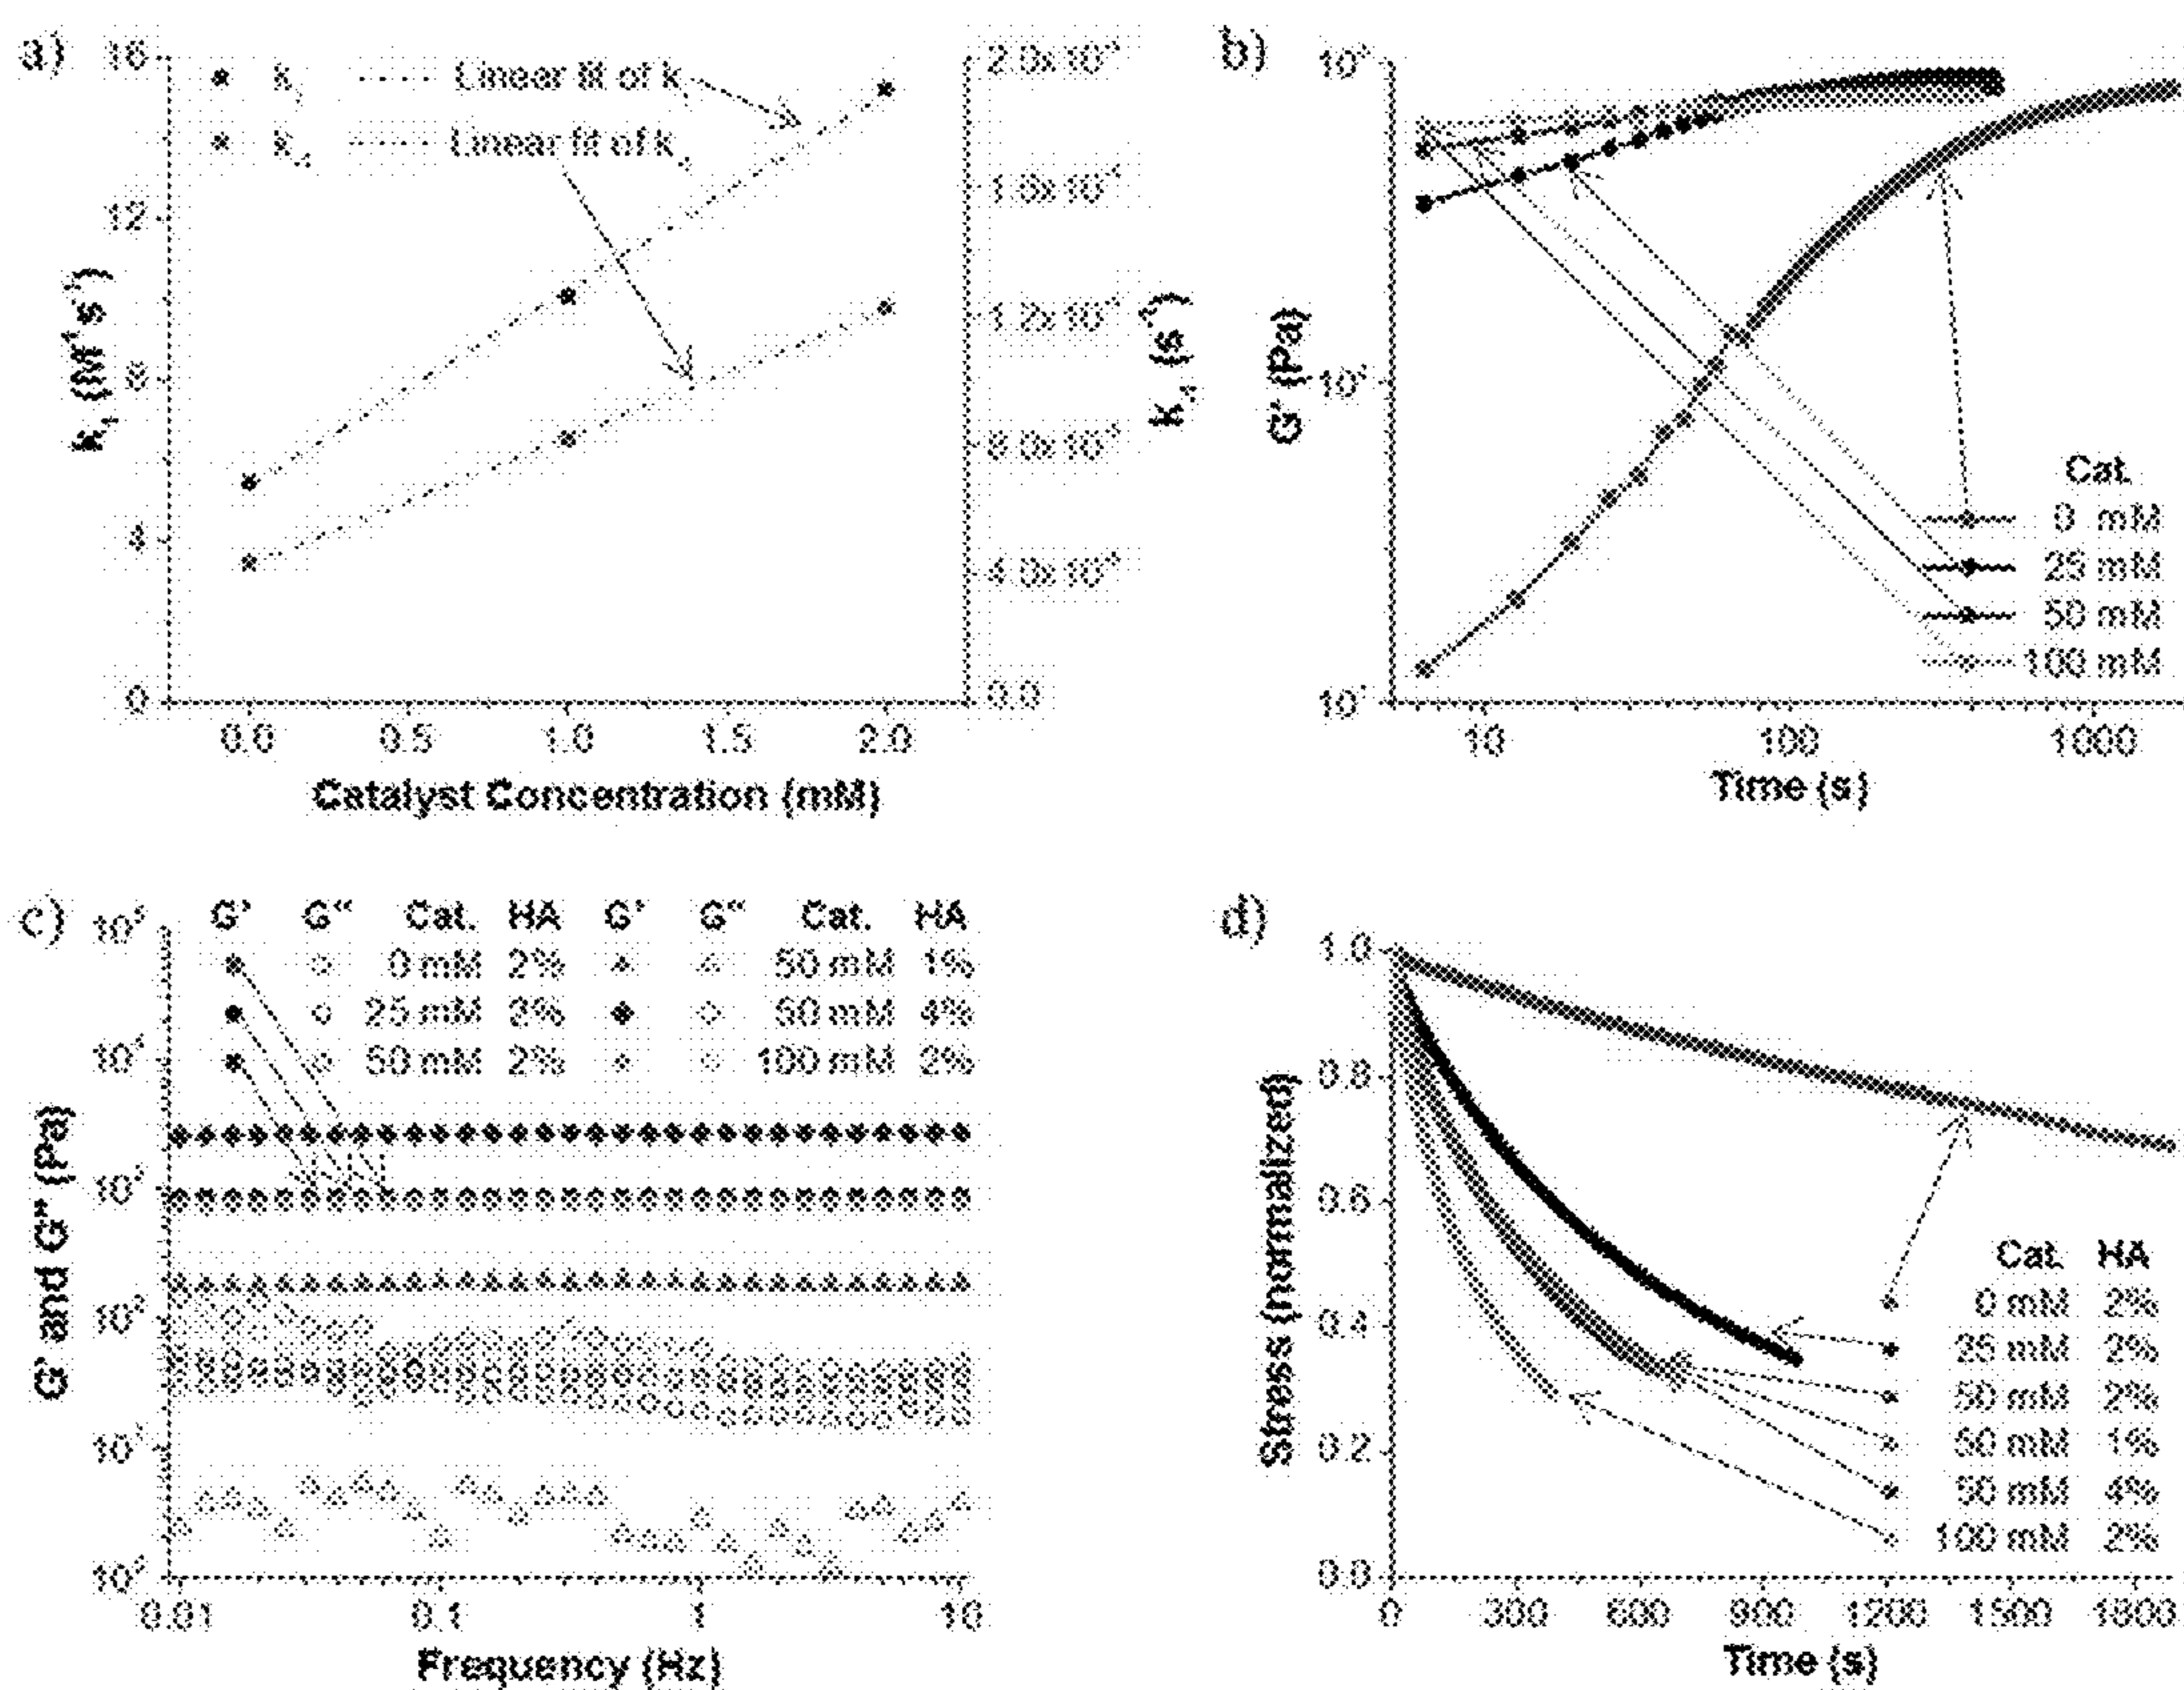 a)
16
12
8
4
0
k₁ (M⁻¹s⁻¹)
k₁ Linear fit of k₁
k₋₁ Linear fit of k₋₁
0.0
0.0 0.5 1.0 1.5 2.0
Catalyst Concentration (mM)
k₋₁ (s⁻¹)
b)
G' (Pa)
Cat.
0 mM
25 mM
50 mM
100 mM
10 100 1000
Time (s)
c)
G' G'' Cat. HA G' G'' Cat. HA
0 mM 2% 50 mM 1%
25 mM 2% 50 mM 4%
50 mM 2% 100 mM 2%
G' and G'' (Pa)
0.01 0.1 1 10
Frequency (Hz)
d)
1.0
0.8
0.6
0.4
0.2
0.0
Stress (normalized)
Cat. HA
0 mM 2%
25 mM 2%
50 mM 2%
50 mM 1%
50 mM 4%
100 mM 2%
0 300 600 900 1200 1500 1800
Time (s)